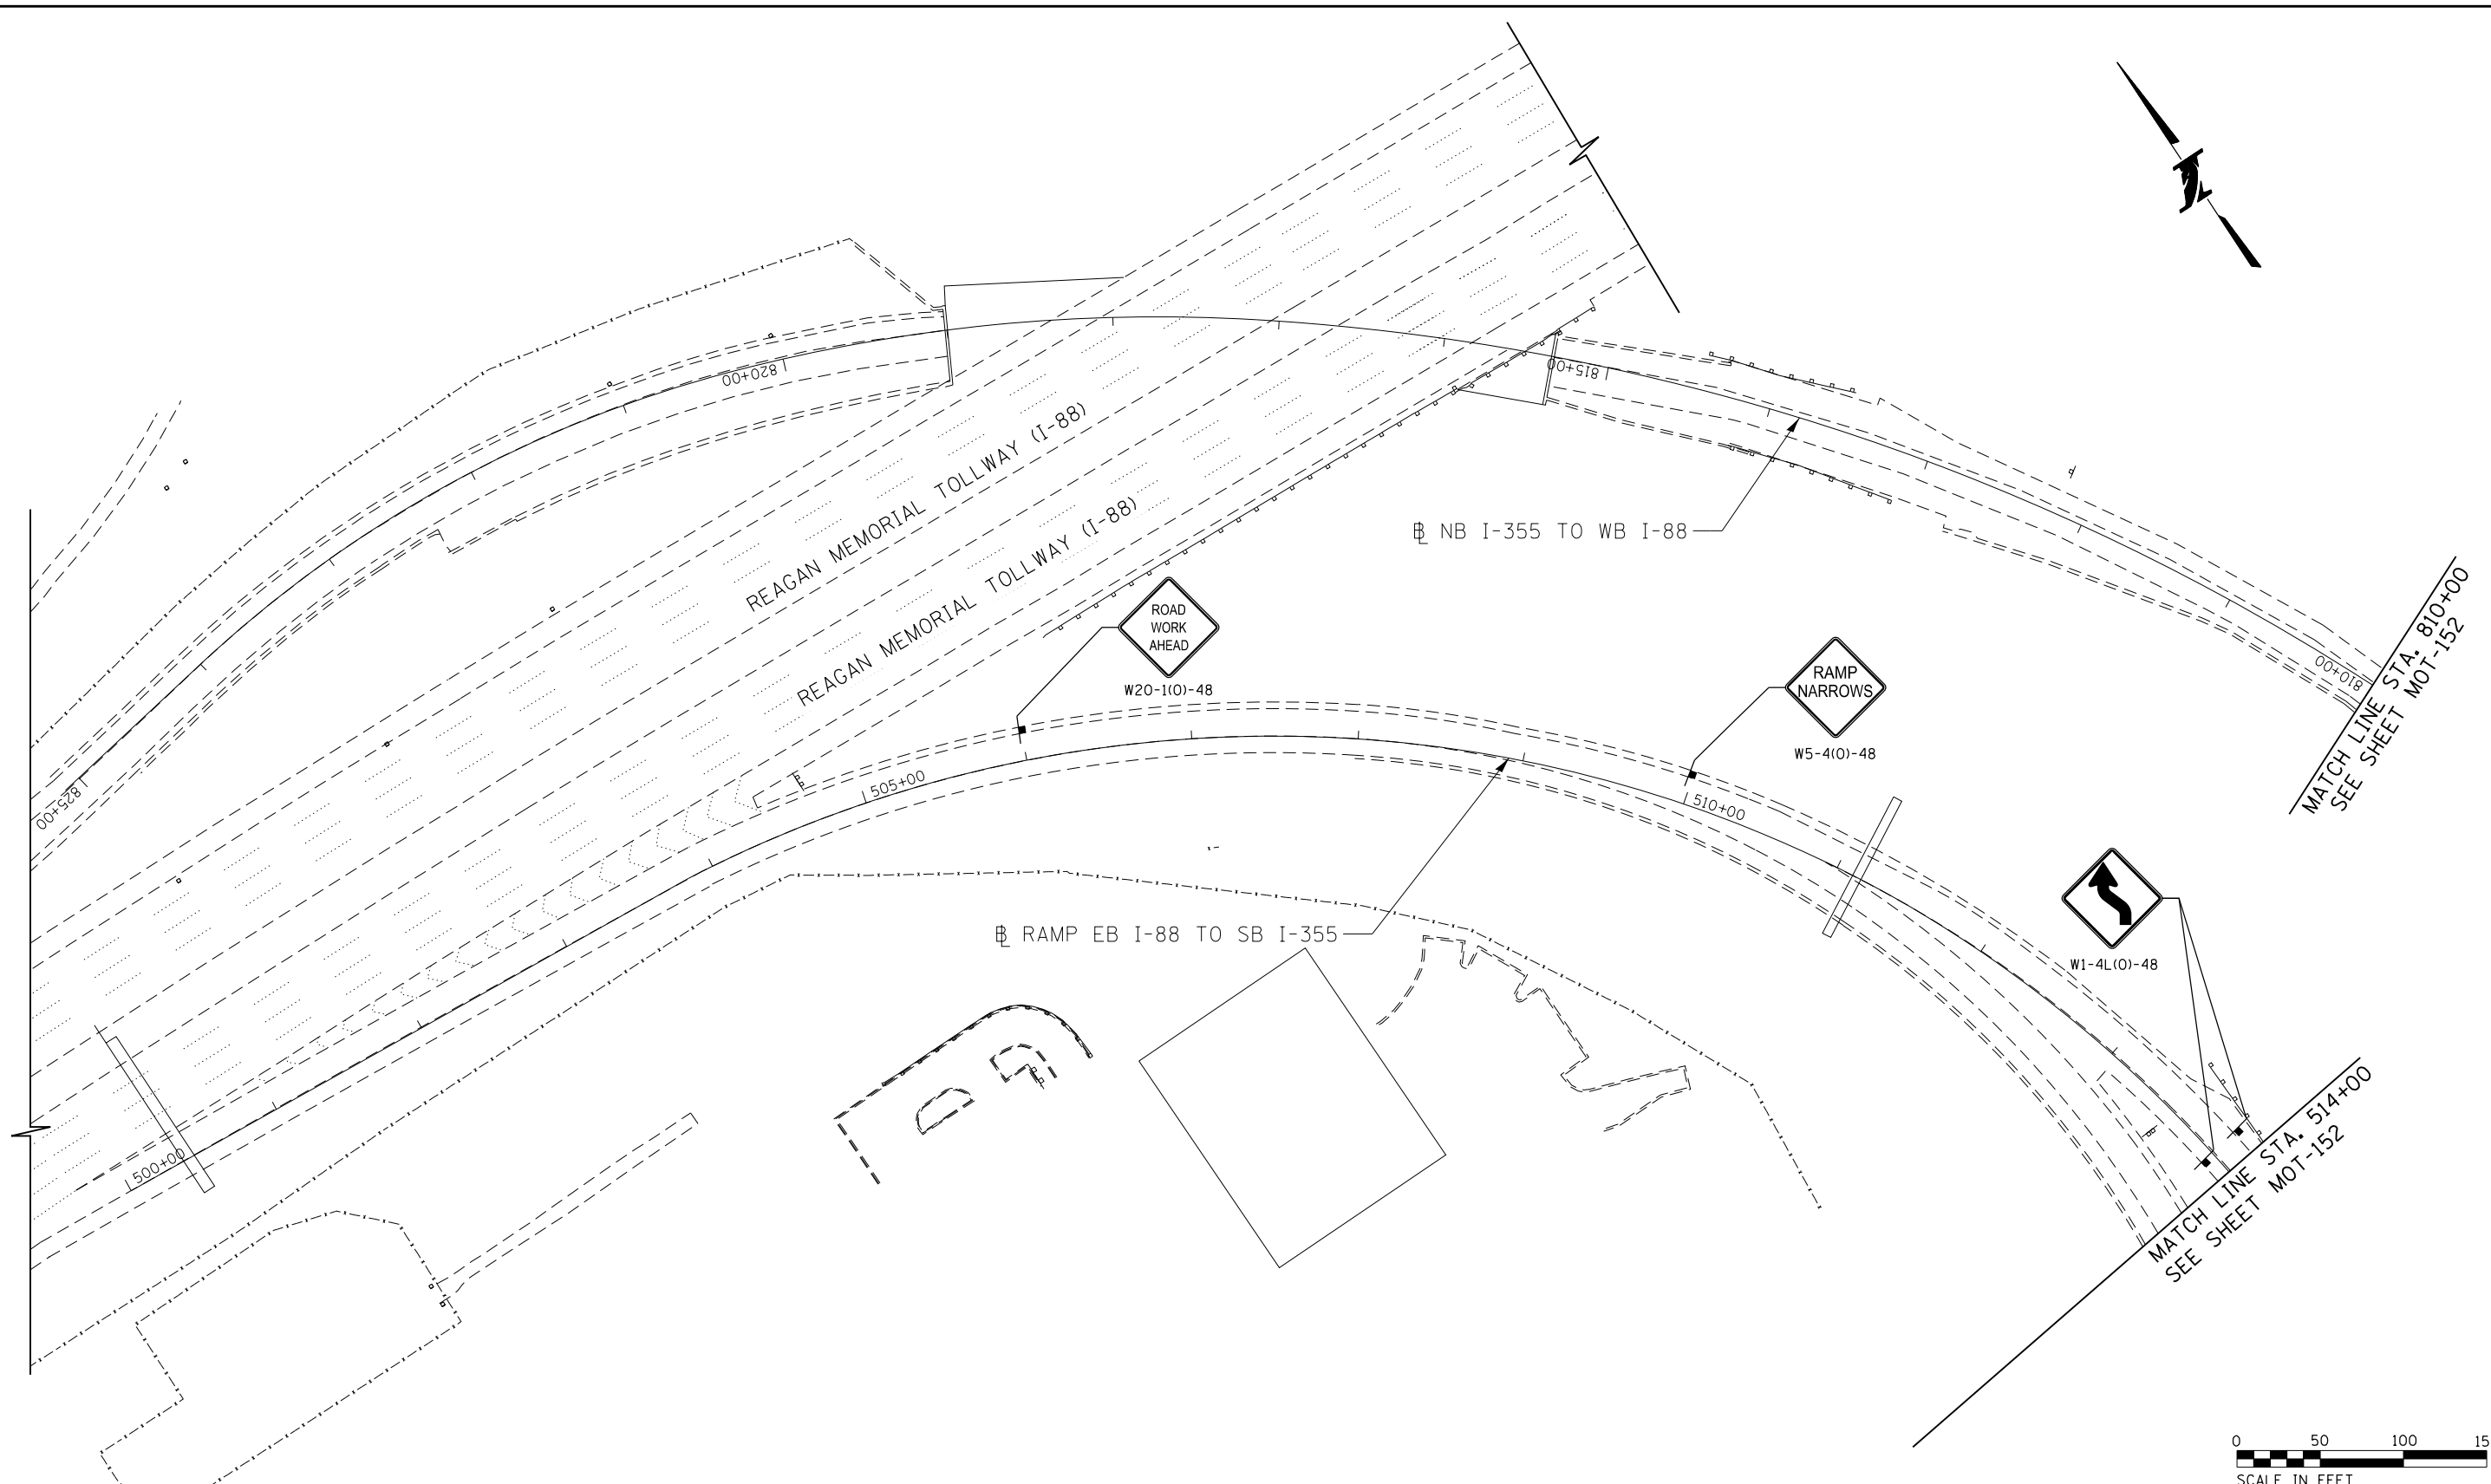 820+00
815+00
REAGAN MEMORIAL TOLLWAY (I-88)
REAGAN MEMORIAL TOLLWAY (I-88)
℄ NB I-355 TO WB I-88
ROAD
WORK
AHEAD
W20-1(O)-48
RAMP
NARROWS
W5-4(O)-48
810+00
MATCH LINE STA. 810+00
SEE SHEET MOT-152
825+00
505+00
510+00
℄ RAMP EB I-88 TO SB I-355
W1-4L(O)-48
500+00
MATCH LINE STA. 514+00
SEE SHEET MOT-152
0 50 100 15
SCALE IN FEET